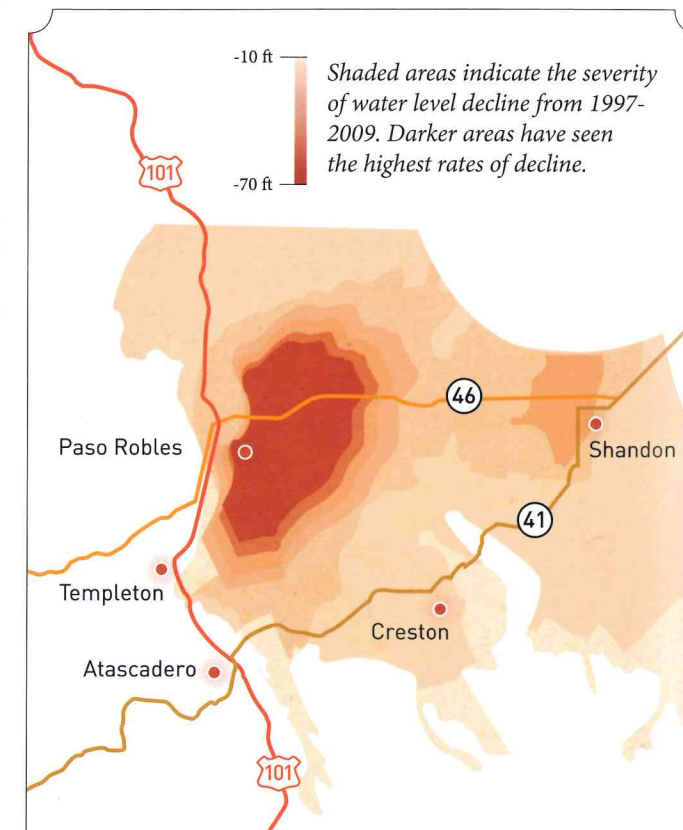 -10 ft
-70 ft
Shaded areas indicate the severity
of water level decline from 1997-
2009. Darker areas have seen
the highest rates of decline.
101
46
Paso Robles
Shandon
41
Templeton
Creston
Atascadero
101